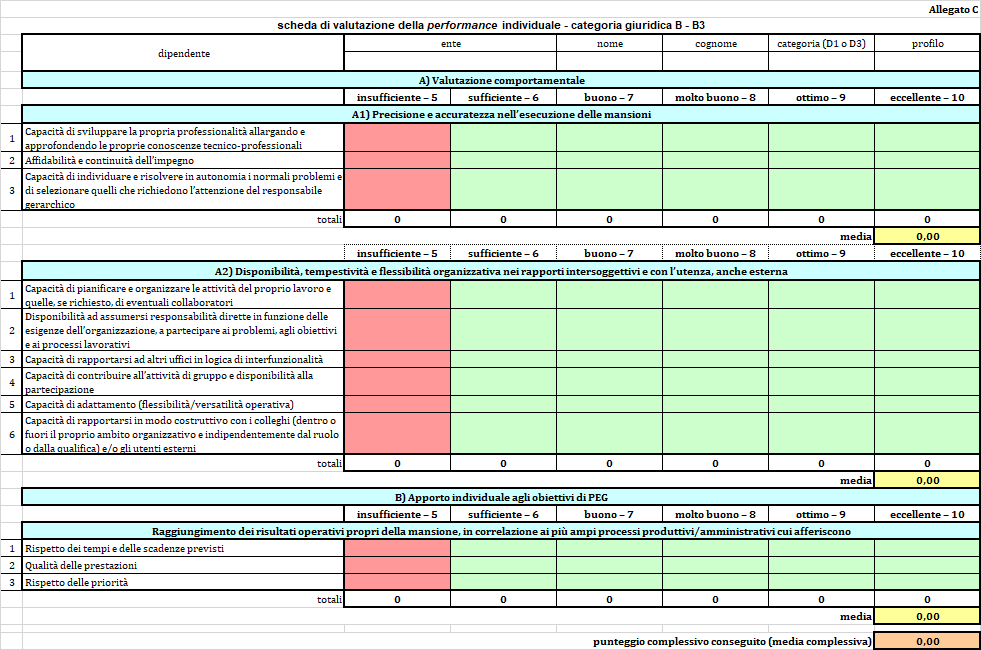 Allegato C
scheda di valutazione della performance individuale - categoria giuridica B - B3
dipendente
ente nome cognome categoria (D1 o D3) profilo
A) Valutazione comportamentale
insufficiente – 5 sufficiente – 6 buono – 7 molto buono – 8 ottimo – 9 eccellente – 10
A1) Precisione e accuratezza nell'esecuzione delle mansioni
1 Capacità di sviluppare la propria professionalità allargando e
approfondendo le proprie conoscenze tecnico-professionali
2 Affidabilità e continuità dell'impegno
3 Capacità di individuare e risolvere in autonomia i normali problemi e
di selezionare quelli che richiedono l'attenzione del responsabile
gerarchico
totali 0 0 0 0 0 0
media 0,00
insufficiente – 5 sufficiente – 6 buono – 7 molto buono – 8 ottimo – 9 eccellente – 10
A2) Disponibilità, tempestività e flessibilità organizzativa nei rapporti intersoggettivi e con l'utenza, anche esterna
1 Capacità di pianificare e organizzare le attività del proprio lavoro e
quelle, se richiesto, di eventuali collaboratori
2 Disponibilità ad assumersi responsabilità dirette in funzione delle
esigenze dell'organizzazione, a partecipare ai problemi, agli obiettivi
e ai processi lavorativi
3 Capacità di rapportarsi ad altri uffici in logica di interfunzionalità
4 Capacità di contribuire all'attività di gruppo e disponibilità alla
partecipazione
5 Capacità di adattamento (flessibilità/versatilità operativa)
6 Capacità di rapportarsi in modo costruttivo con i colleghi (dentro o
fuori il proprio ambito organizzativo e indipendentemente dal ruolo
o dalla qualifica) e/o gli utenti esterni
totali 0 0 0 0 0 0
media 0,00
B) Apporto individuale agli obiettivi di PEG
insufficiente – 5 sufficiente – 6 buono – 7 molto buono – 8 ottimo – 9 eccellente – 10
Raggiungimento dei risultati operativi propri della mansione, in correlazione ai più ampi processi produttivi/amministrativi cui afferiscono
1 Rispetto dei tempi e delle scadenze previsti
2 Qualità delle prestazioni
3 Rispetto delle priorità
totali 0 0 0 0 0 0
media 0,00
punteggio complessivo conseguito (media complessiva) 0,00